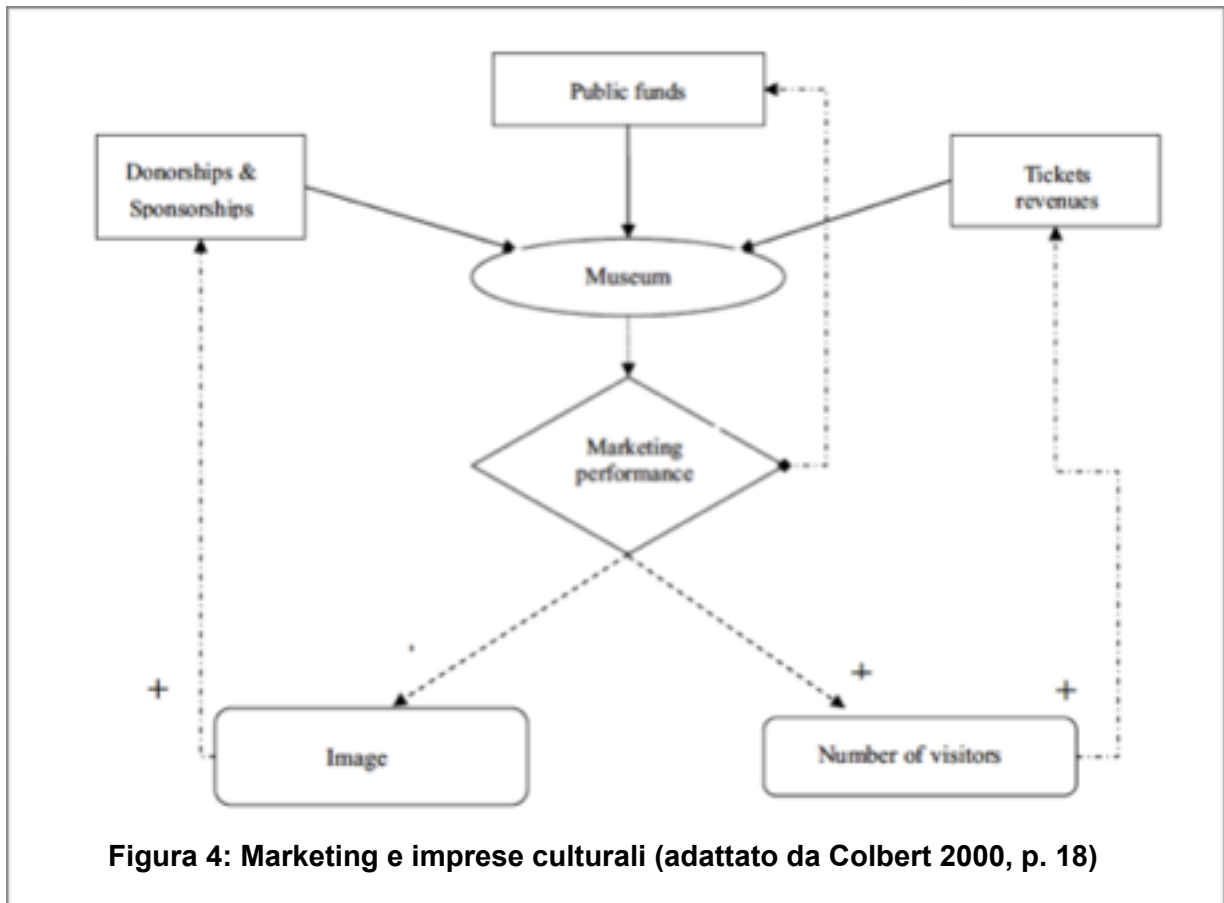 Public funds
Donorships &
Sponsorships
Tickets
revenues
Museum
Marketing
performance
+
+
+
Image
Number of visitors
Figura 4: Marketing e imprese culturali (adattato da Colbert 2000, p. 18)